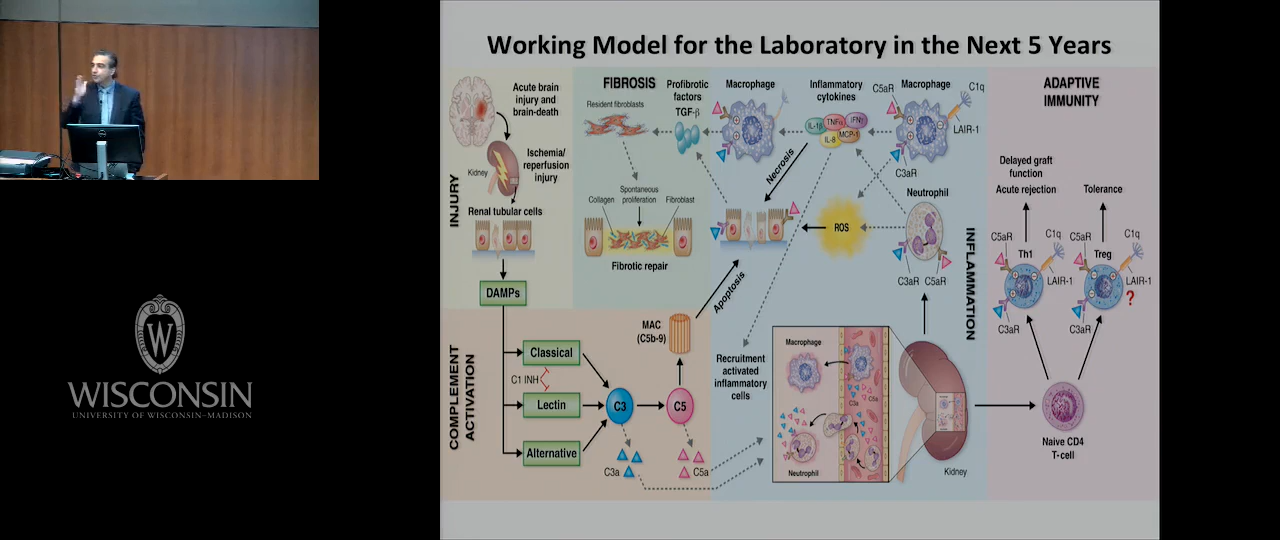 Working Model for the Laboratory in the Next 5 Years
INJURY
Acute brain
injury and
brain-death
Kidney
Ischemia/
reperfusion
injury
Renal tubular cells
DAMPs
FIBROSIS
Resident fibroblasts
Profibrotic
factors
TGF-β
Collagen
Spontaneous
proliferation
Fibroblast
Fibrotic repair
Macrophage
Inflammatory
cytokines
IL-1β
TNFα
IFNγ
IL-8
MCP-1
C5aR
Macrophage
C1q
LAIR-1
C3aR
Necrosis
Neutrophil
ROS
C3aR
C5aR
Apoptosis
INFLAMMATION
Recruitment
activated
inflammatory
cells
Macrophage
C3a
C5a
Neutrophil
Kidney
COMPLEMENT
ACTIVATION
Classical
C1 INH
Lectin
Alternative
C3
C5
MAC
(C5b-9)
C3a
C5a
ADAPTIVE
IMMUNITY
Delayed graft
function
Acute rejection
Tolerance
C5aR
C1q
Th1
LAIR-1
C3aR
C5aR
C1q
Treg
LAIR-1
?
C3aR
Naive CD4
T-cell
W
WISCONSIN
UNIVERSITY OF WISCONSIN–MADISON